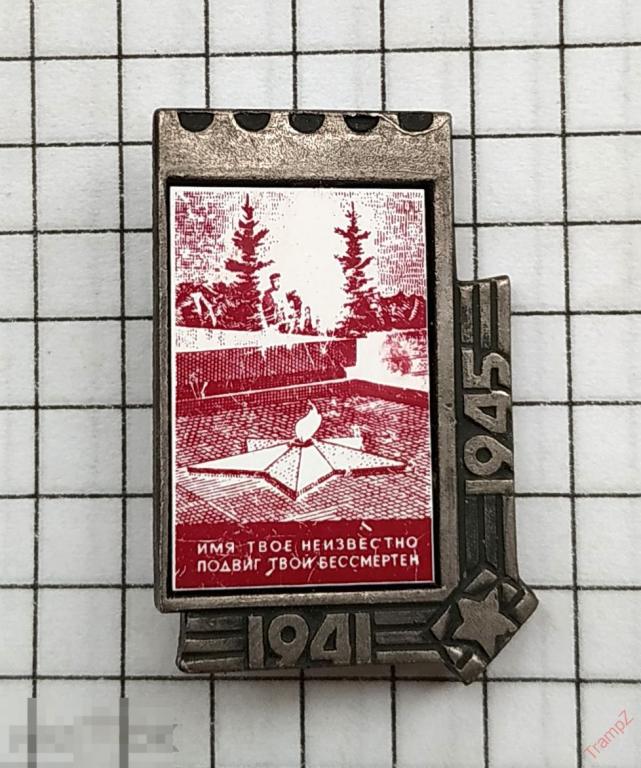 1945
ИМЯ ТВОЕ НЕИЗВЕСТНО
ПОДВИГ ТВОЙ БЕССМЕРТЕН
1941
TrampZ